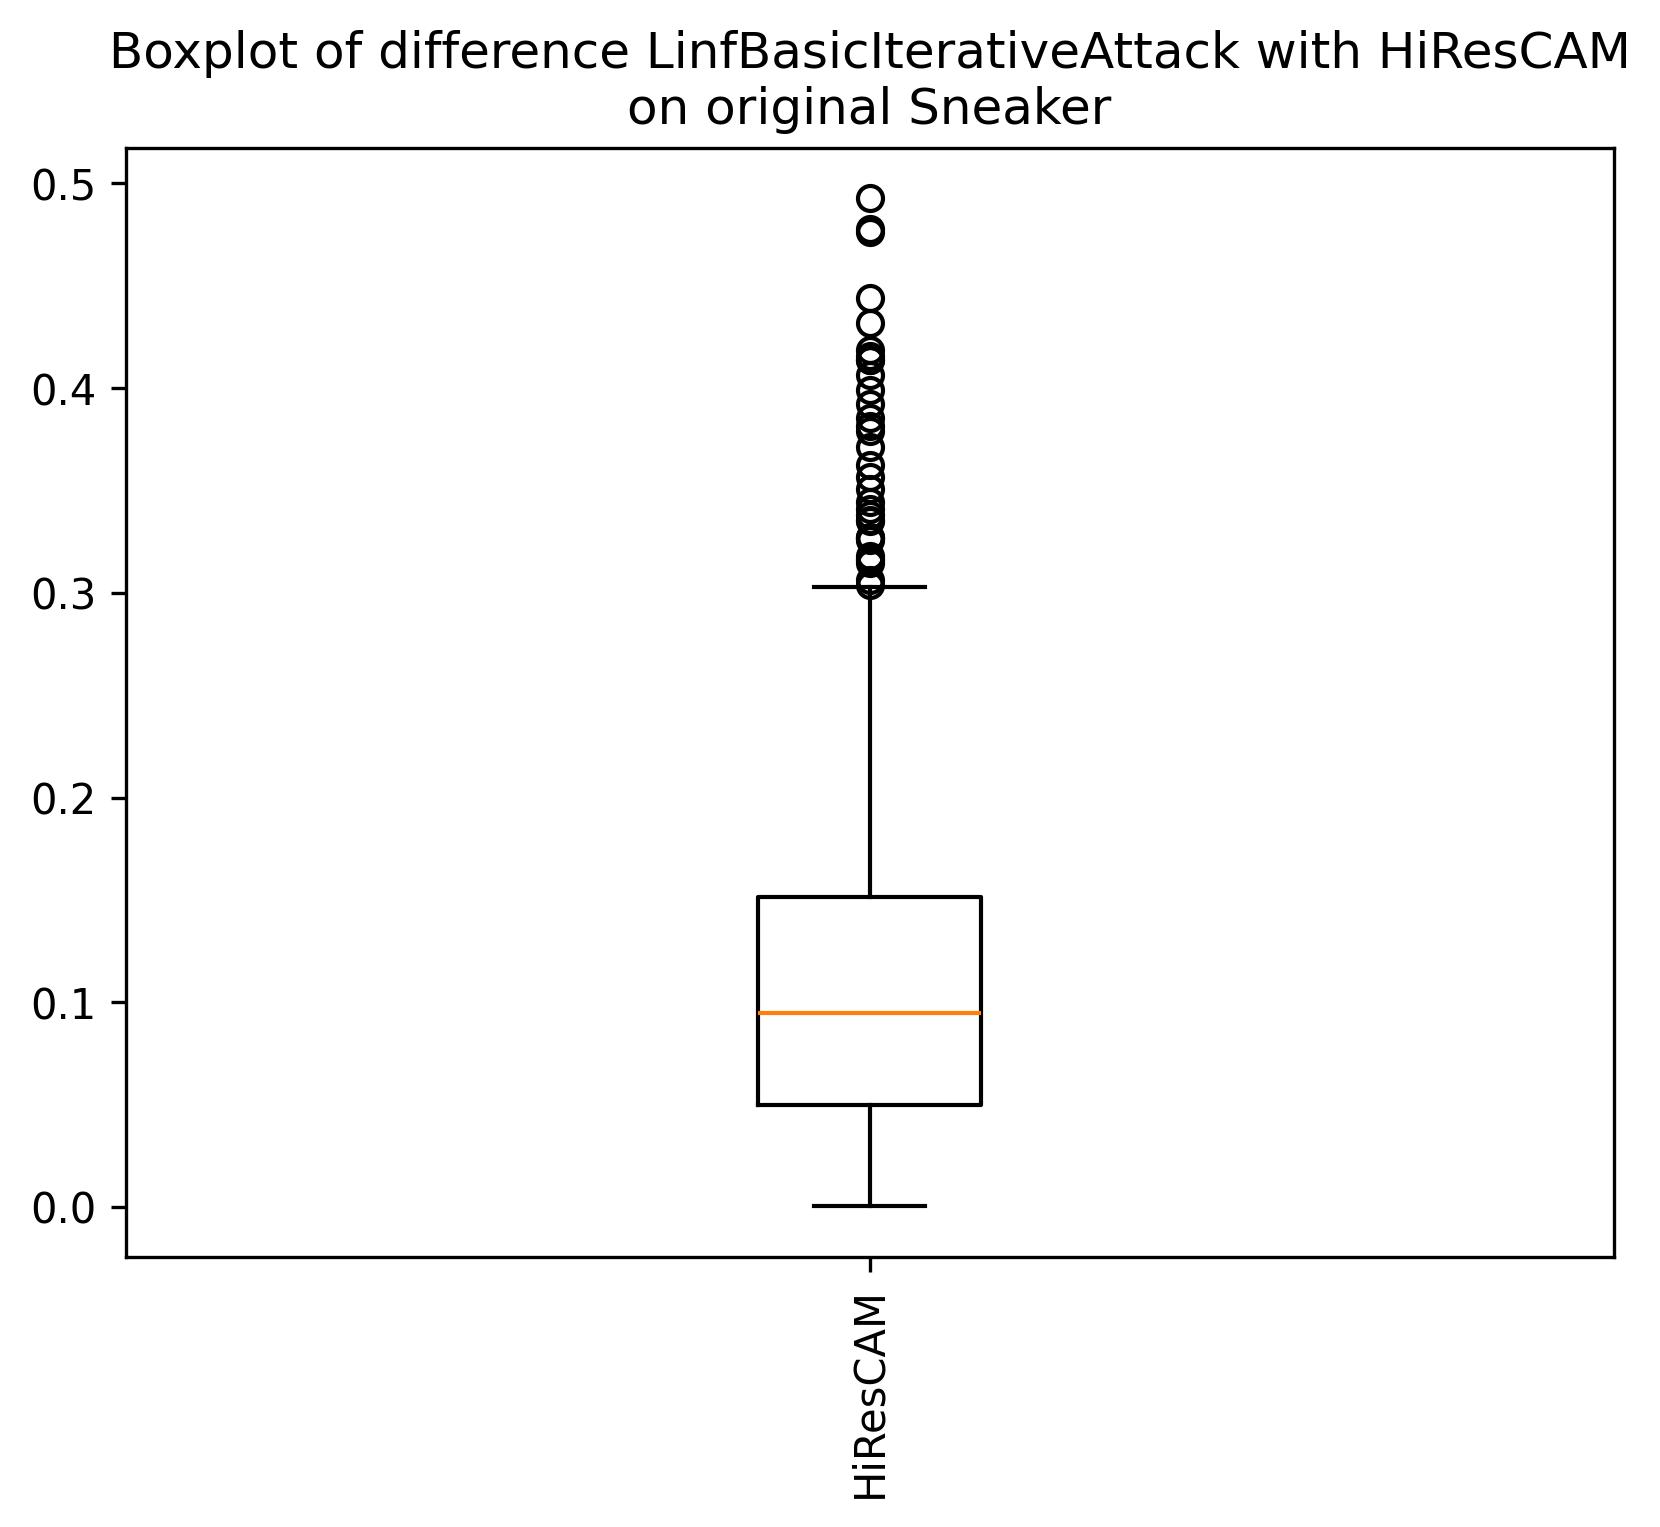 Boxplot of difference LinfBasicIterativeAttack with HiResCAM
on original Sneaker
0.5
0.4
0.3
0.2
0.1
0.0
HiResCAM